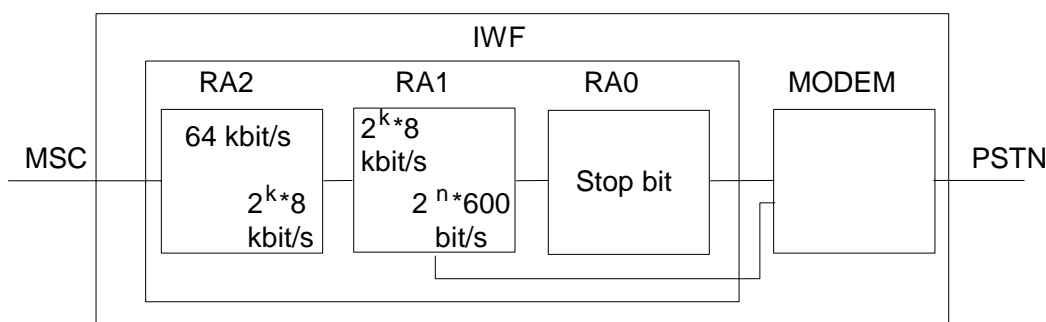 IWF
RA2 RA1 RA0 MODEM
MSC
64 kbit/s
2^k*8
kbit/s
2^k*8
kbit/s
2^n*600
bit/s
Stop bit
PSTN